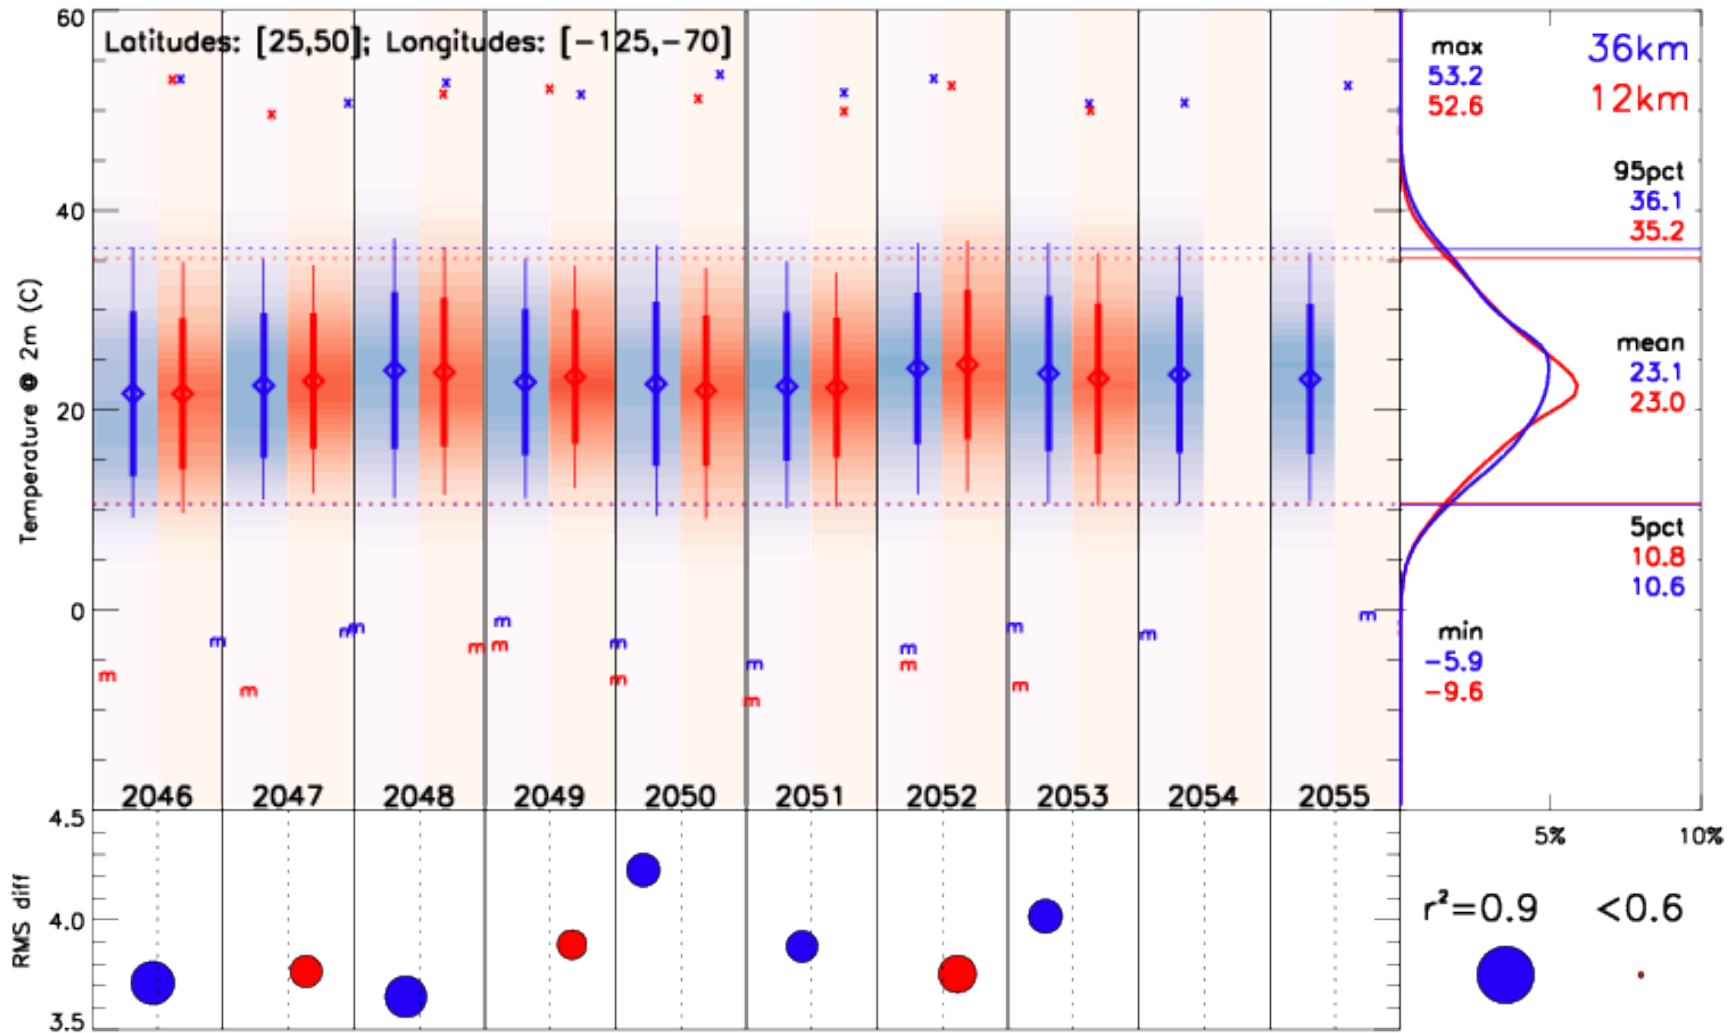 Latitudes: [25,50]; Longitudes: [-125,-70]
60
40
20
0
Temperature @ 2m (C)
x x x x x x x x x x x x x x x x x x
m m m m m m m m m m m m m m m m m m
2046 2047 2048 2049 2050 2051 2052 2053 2054 2055
max
53.2
52.6
36km
12km
95pct
36.1
35.2
mean
23.1
23.0
5pct
10.8
10.6
min
-5.9
-9.6
4.5
4.0
3.5
RMS diff
5% 10%
r²=0.9 <0.6